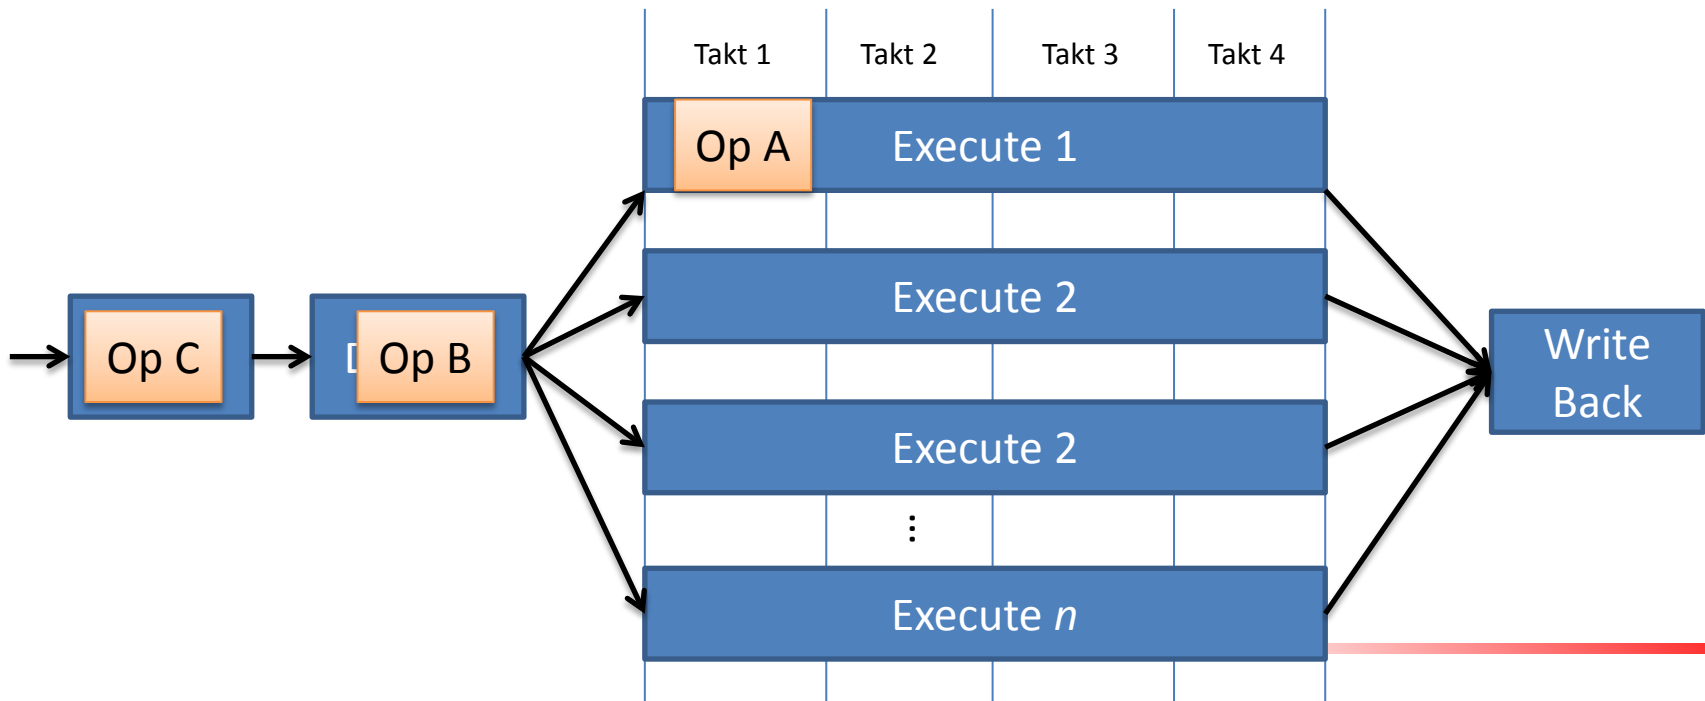 Takt 1 Takt 2 Takt 3 Takt 4
Op A Execute 1
Execute 2
Op C
Op B
Write
Back
Execute 2
⋮
Execute n